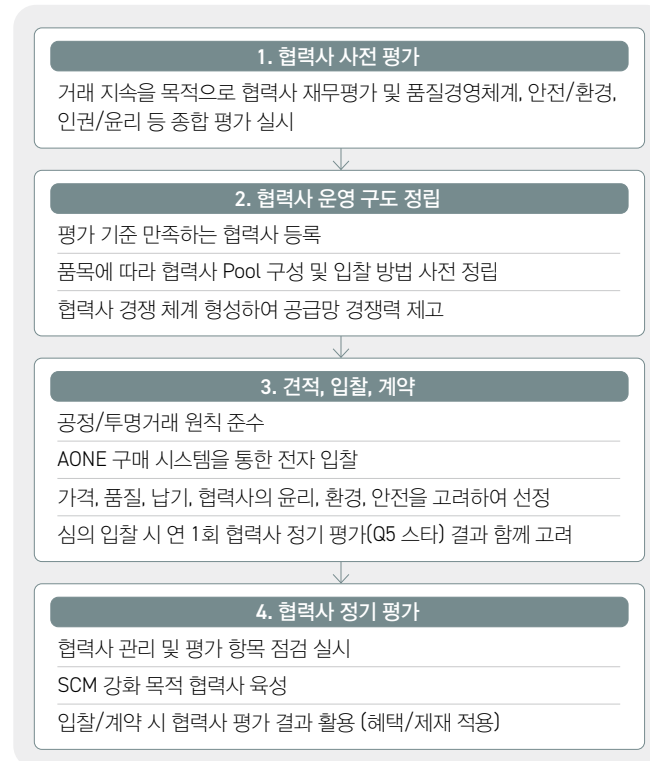 1. 협력사 사전 평가
거래 지속을 목적으로 협력사 재무평가 및 품질경영체계, 안전/환경,
인권/윤리 등 종합 평가 실시
2. 협력사 운영 구도 정립
평가 기준 만족하는 협력사 등록
품목에 따라 협력사 Pool 구성 및 입찰 방법 사전 정립
협력사 경쟁 체계 형성하여 공급망 경쟁력 제고
3. 견적, 입찰, 계약
공정/투명거래 원칙 준수
AONE 구매 시스템을 통한 전자 입찰
가격, 품질, 납기, 협력사의 윤리, 환경, 안전을 고려하여 선정
심의 입찰 시 연 1회 협력사 정기 평가(Q5 스타) 결과 함께 고려
4. 협력사 정기 평가
협력사 관리 및 평가 항목 점검 실시
SCM 강화 목적 협력사 육성
입찰/계약 시 협력사 평가 결과 활용 (혜택/제재 적용)